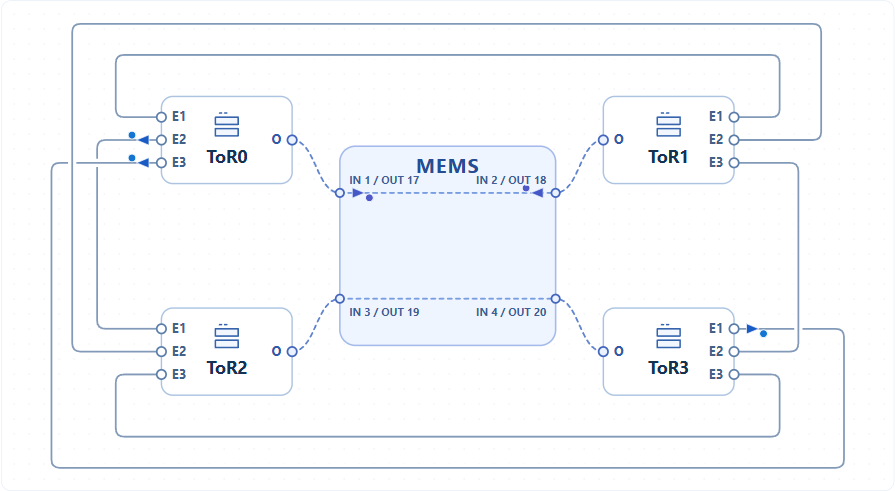 E1
E2
E3
O
ToR0
O
E1
E2
E3
ToR1
MEMS
IN 1 / OUT 17
IN 2 / OUT 18
IN 3 / OUT 19
IN 4 / OUT 20
E1
E2
E3
O
ToR2
O
E1
E2
E3
ToR3